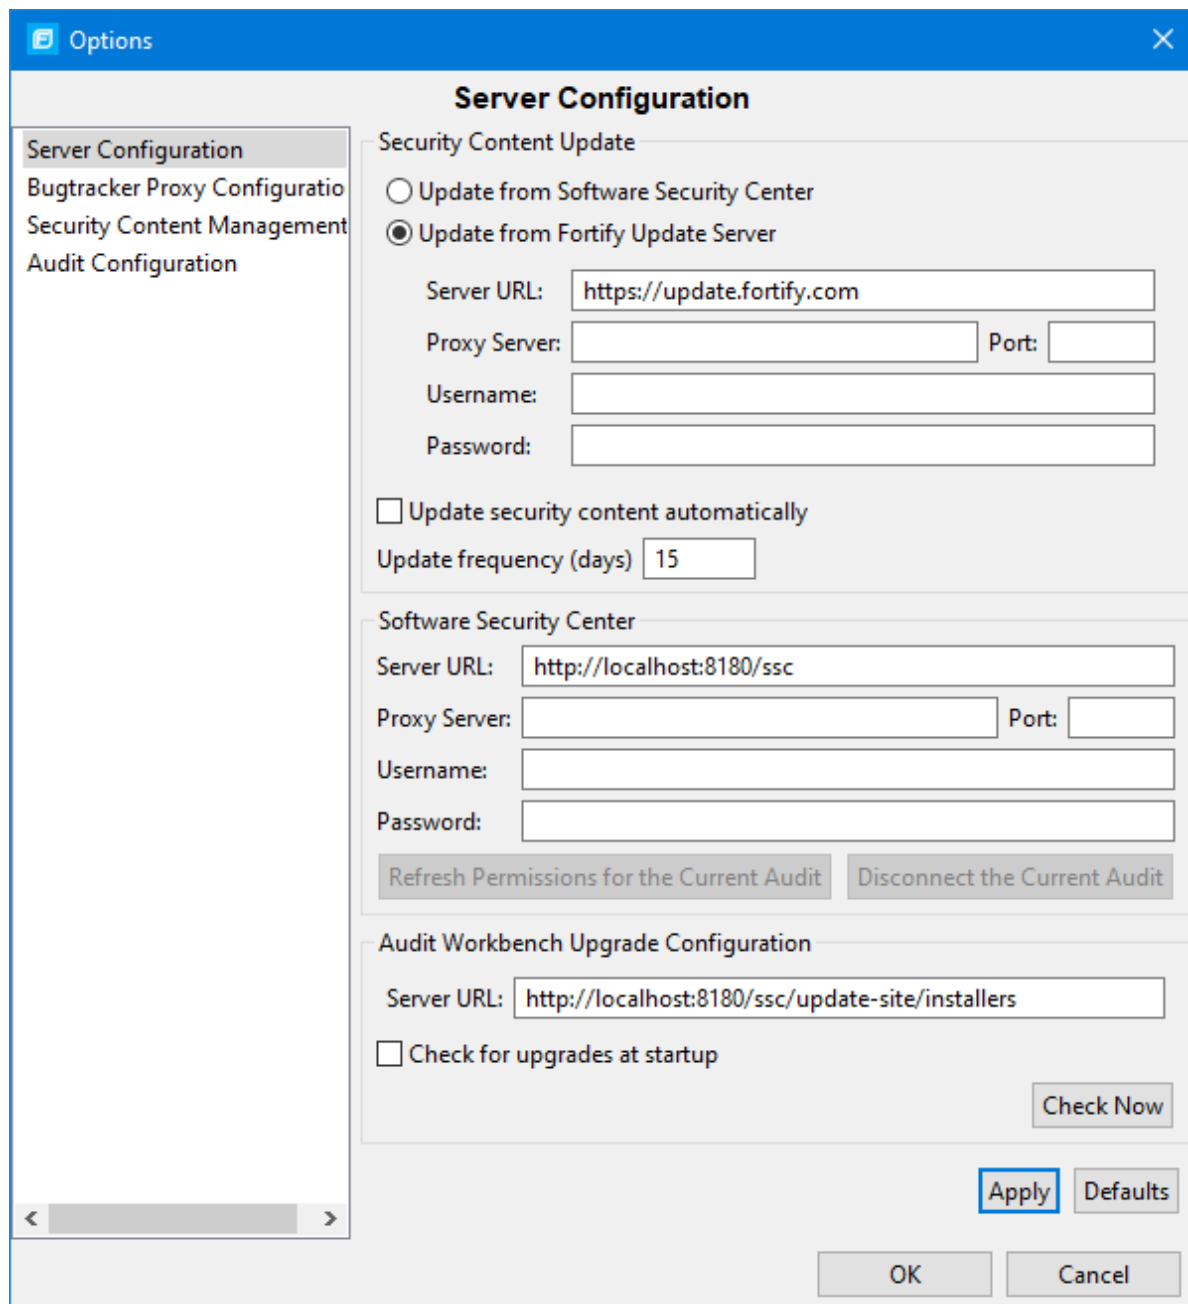 Options
Server Configuration
Server Configuration
Bugtracker Proxy Configuratio
Security Content Management
Audit Configuration
Security Content Update
Update from Software Security Center
Update from Fortify Update Server
Server URL: https://update.fortify.com
Proxy Server: Port:
Username:
Password:
Update security content automatically
Update frequency (days) 15
Software Security Center
Server URL: http://localhost:8180/ssc
Proxy Server: Port:
Username:
Password:
Refresh Permissions for the Current Audit Disconnect the Current Audit
Audit Workbench Upgrade Configuration
Server URL: http://localhost:8180/ssc/update-site/installers
Check for upgrades at startup
Check Now
Apply Defaults
OK Cancel